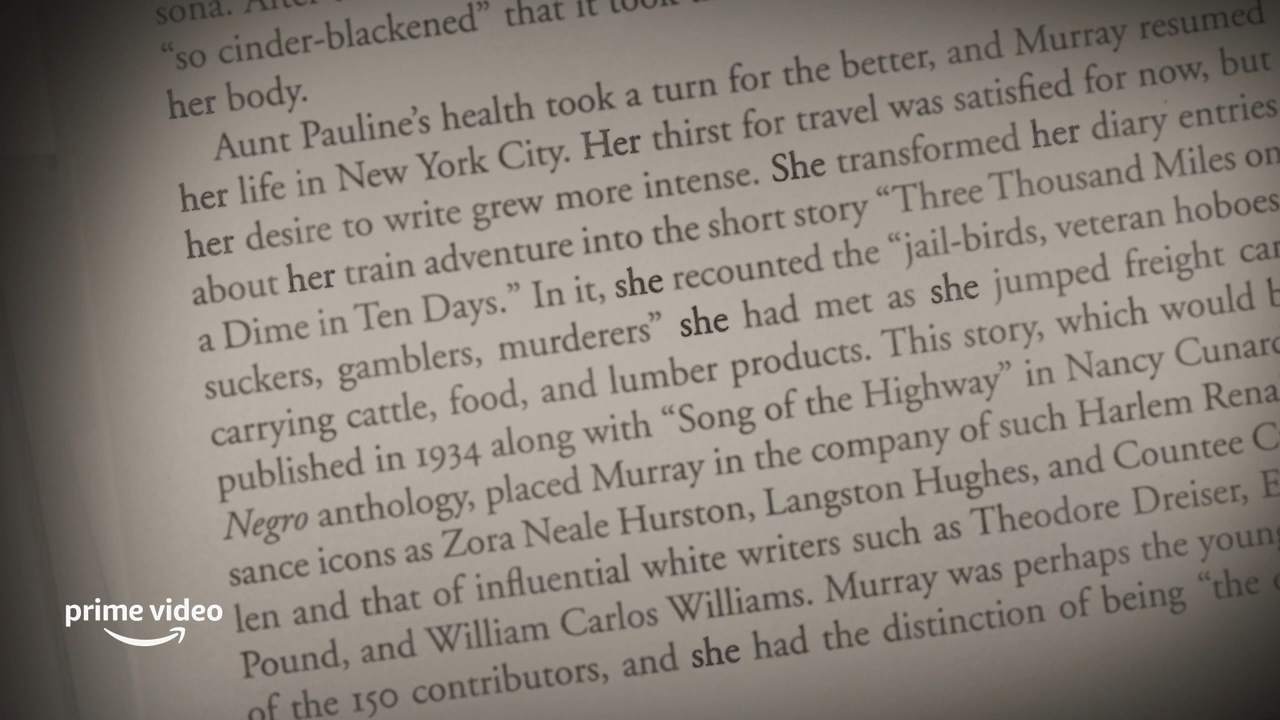 sona. After
“so cinder-blackened” that it took
her body.
Aunt Pauline’s health took a turn for the better, and Murray resumed
her life in New York City. Her thirst for travel was satisfied for now, but
her desire to write grew more intense. She transformed her diary entries
about her train adventure into the short story “Three Thousand Miles on
a Dime in Ten Days.” In it, she recounted the “jail-birds, veteran hoboes,
suckers, gamblers, murderers” she had met as she jumped freight car
carrying cattle, food, and lumber products. This story, which would b
published in 1934 along with “Song of the Highway” in Nancy Cunard
Negro anthology, placed Murray in the company of such Harlem Rena
sance icons as Zora Neale Hurston, Langston Hughes, and Countee C
len and that of influential white writers such as Theodore Dreiser, E
Pound, and William Carlos Williams. Murray was perhaps the young
of the 150 contributors, and she had the distinction of being “the
prime video